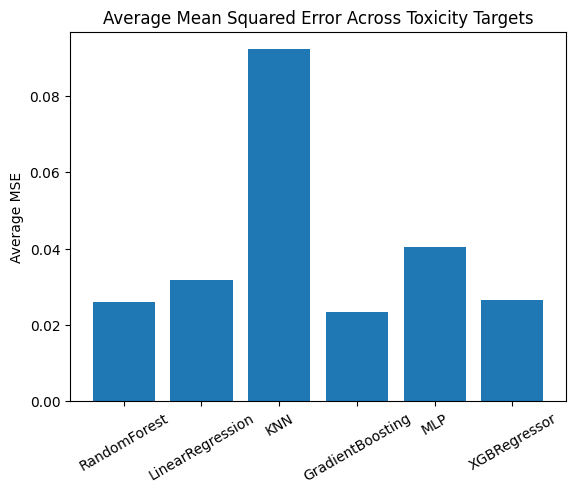 Average Mean Squared Error Across Toxicity Targets
Average MSE
0.08
0.06
0.04
0.02
0.00
RandomForest
LinearRegression
KNN
GradientBoosting
MLP
XGBRegressor